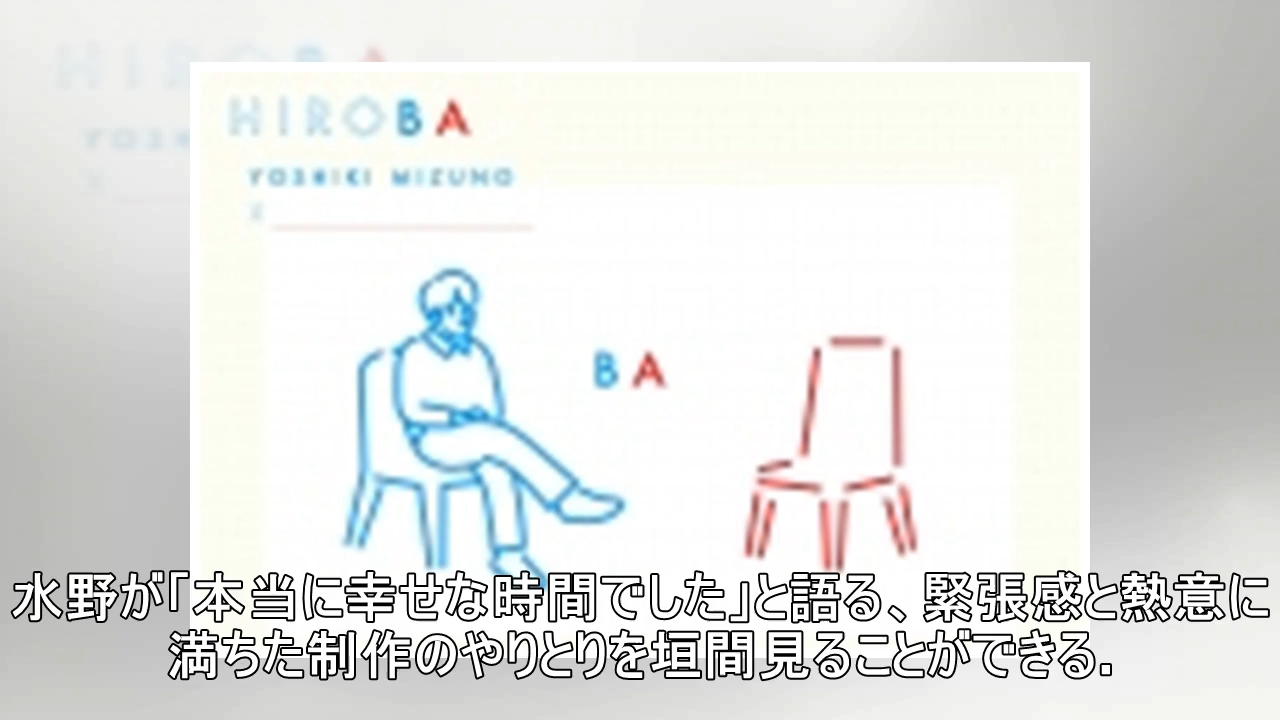 HIROBA
YOSHIKI MIZUNO
x
BA
水野が「本当に幸せな時間でした」と語る、緊張感と熱意に
満ちた制作のやりとりを垣間見ることができる.